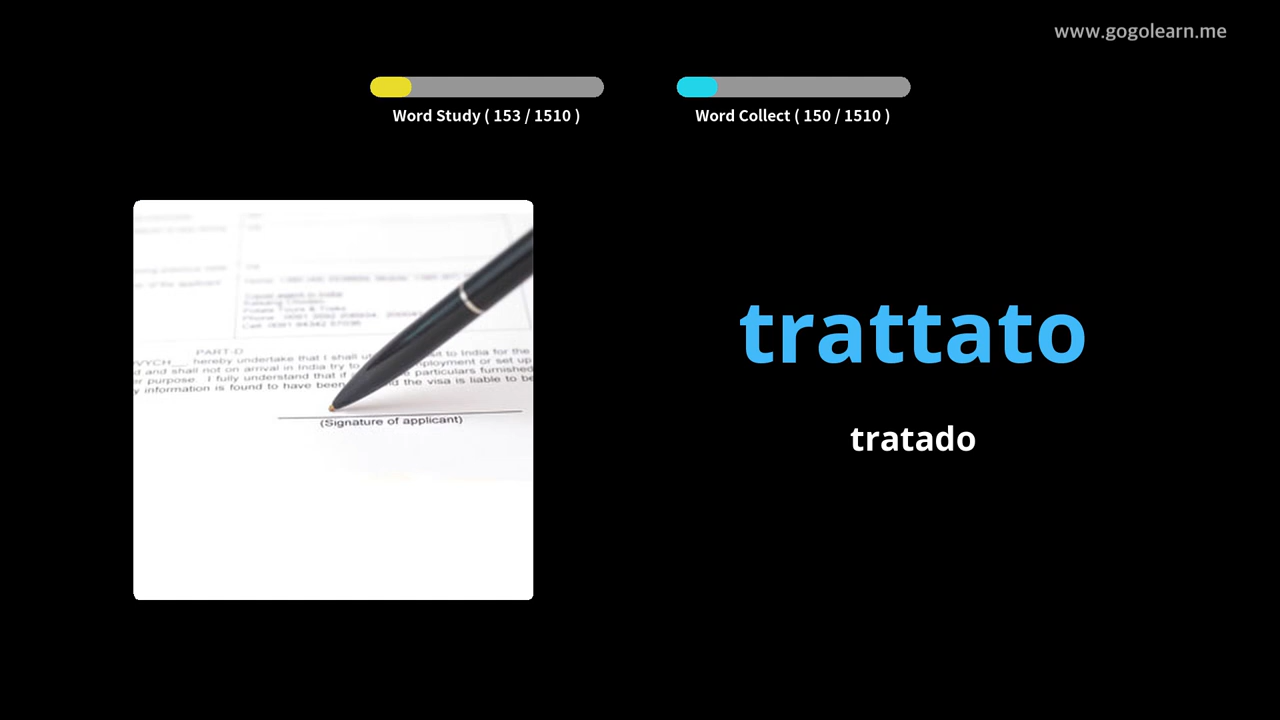 www.gogolearn.me
Word Study ( 153 / 1510 )
Word Collect ( 150 / 1510 )
trattato
tratado
PART-D
hereby undertake that I shall
to India for the
and shall not on arrival in India try to
employment or set up
purpose. I fully understand that if
particulars furnished
information is found to have been
the visa is liable to be
(Signature of applicant)